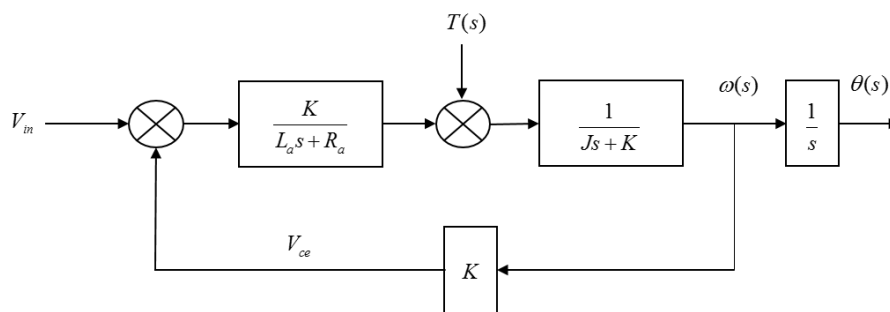 T(s)
V_in
K
L_a s + R_a
1
Js + K
ω(s)
1
s
θ(s)
V_ce
K